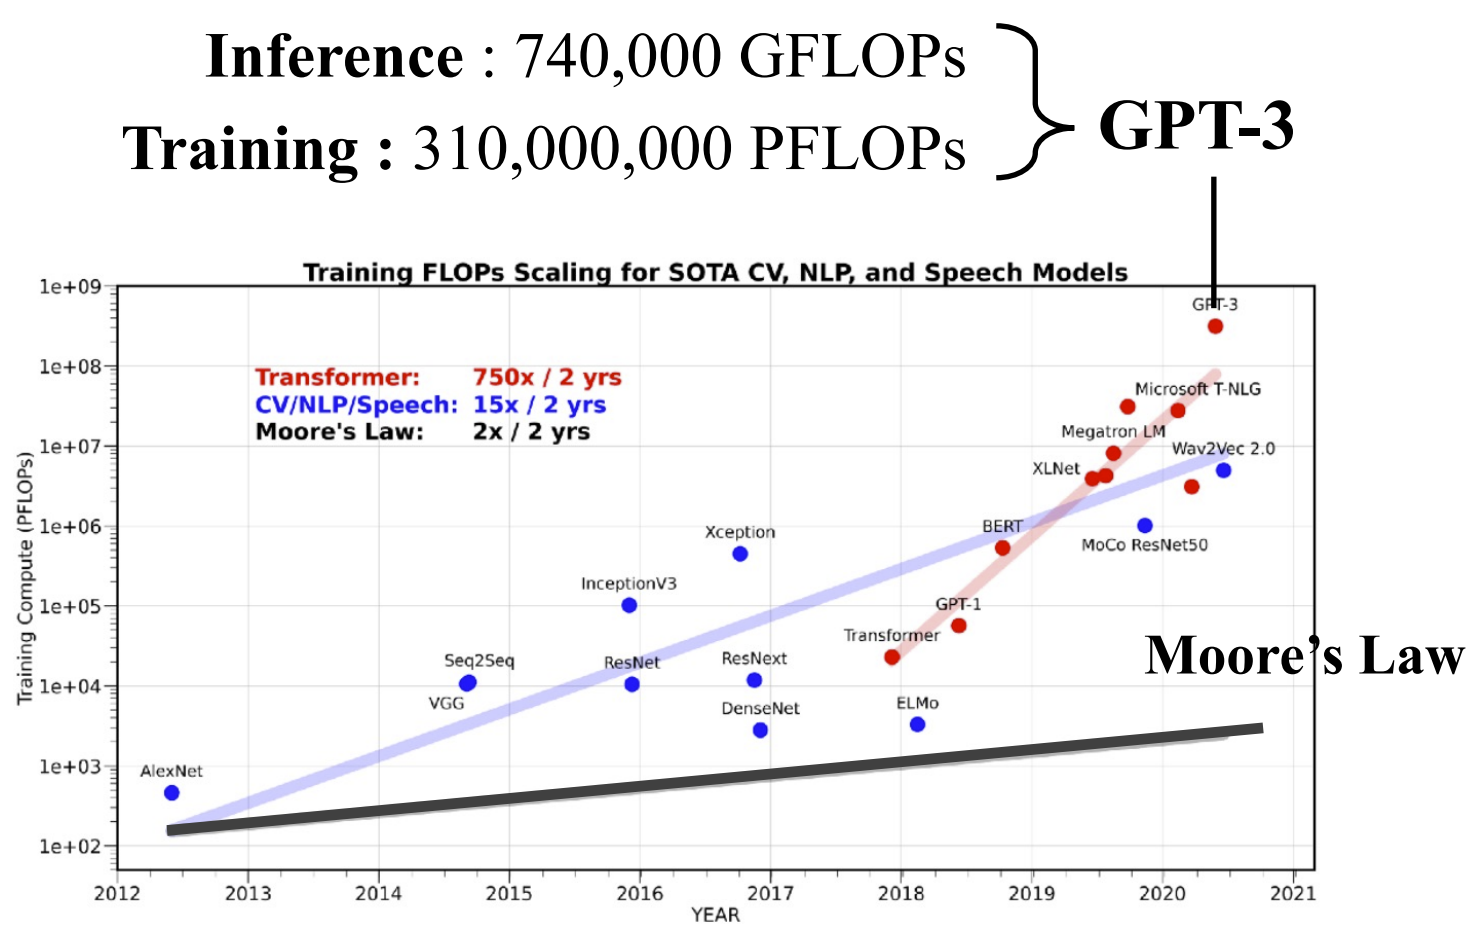 Inference : 740,000 GFLOPs
Training : 310,000,000 PFLOPs
GPT-3
Training FLOPs Scaling for SOTA CV, NLP, and Speech Models
Training Compute (PFLOPs)
1e+09
1e+08
1e+07
1e+06
1e+05
1e+04
1e+03
1e+02
Transformer: 750x / 2 yrs
CV/NLP/Speech: 15x / 2 yrs
Moore's Law: 2x / 2 yrs
GPT-3
Microsoft T-NLG
Megatron LM
Wav2Vec 2.0
XLNet
BERT
Xception
MoCo ResNet50
InceptionV3
GPT-1
Transformer
Moore’s Law
Seq2Seq
ResNet
ResNext
VGG
DenseNet
ELMo
AlexNet
2012 2013 2014 2015 2016 2017 2018 2019 2020 2021
YEAR